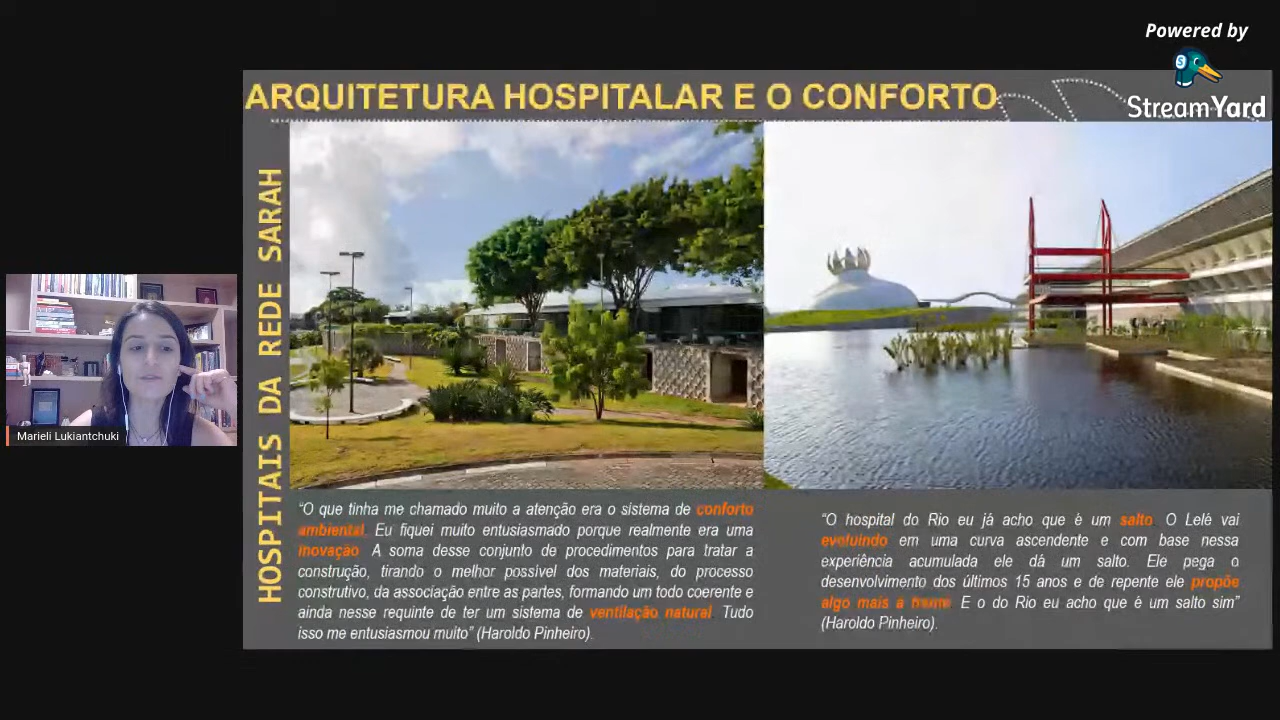 Powered by
StreamYard
ARQUITETURA HOSPITALAR E O CONFORTO
HOSPITAIS DA REDE SARAH
Marieli Lukiantchuki
“O que tinha me chamado muito a atenção era o sistema de conforto
ambiental. Eu fiquei muito entusiasmado porque realmente era uma
inovação. A soma desse conjunto de procedimentos para tratar a
construção, tirando o melhor possível dos materiais, do processo
construtivo, da associação entre as partes, formando um todo coerente e
ainda nesse requinte de ter um sistema de ventilação natural. Tudo
isso me entusiasmou muito” (Haroldo Pinheiro).
“O hospital do Rio eu já acho que é um salto. O Lelé vai
evoluindo em uma curva ascendente e com base nessa
experiência acumulada ele dá um salto. Ele pega o
desenvolvimento dos últimos 15 anos e de repente ele propõe
algo mais a frente. E o do Rio eu acho que é um salto sim”
(Haroldo Pinheiro).